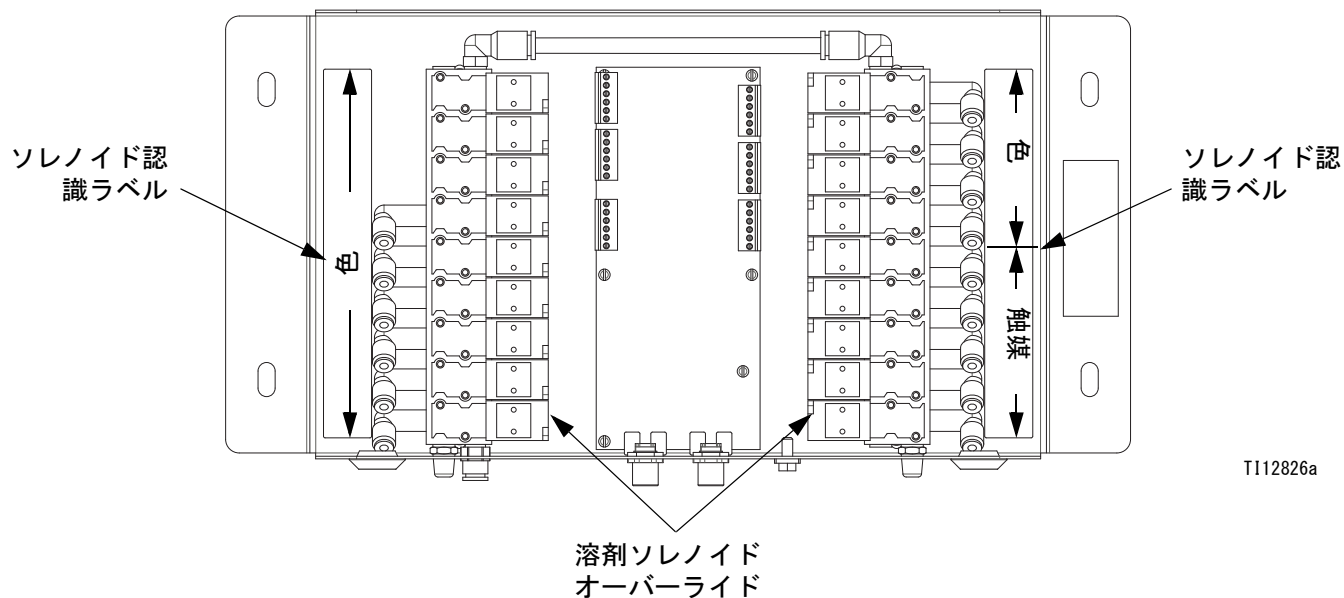 ソレノイド認
識ラベル
色
色
触媒
ソレノイド認
識ラベル
TI12826a
溶剤ソレノイド
オーバーライド